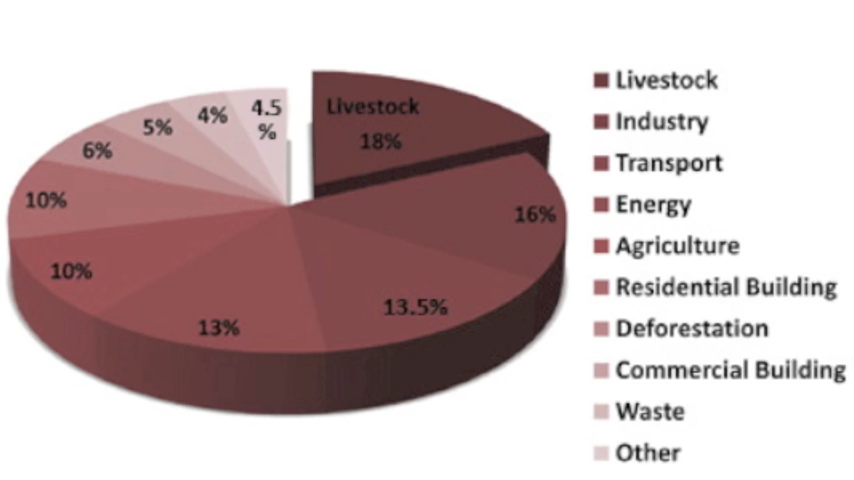 Livestock
18%
16%
13.5%
13%
10%
10%
6%
5%
4%
4.5
%
Livestock
Industry
Transport
Energy
Agriculture
Residential Building
Deforestation
Commercial Building
Waste
Other